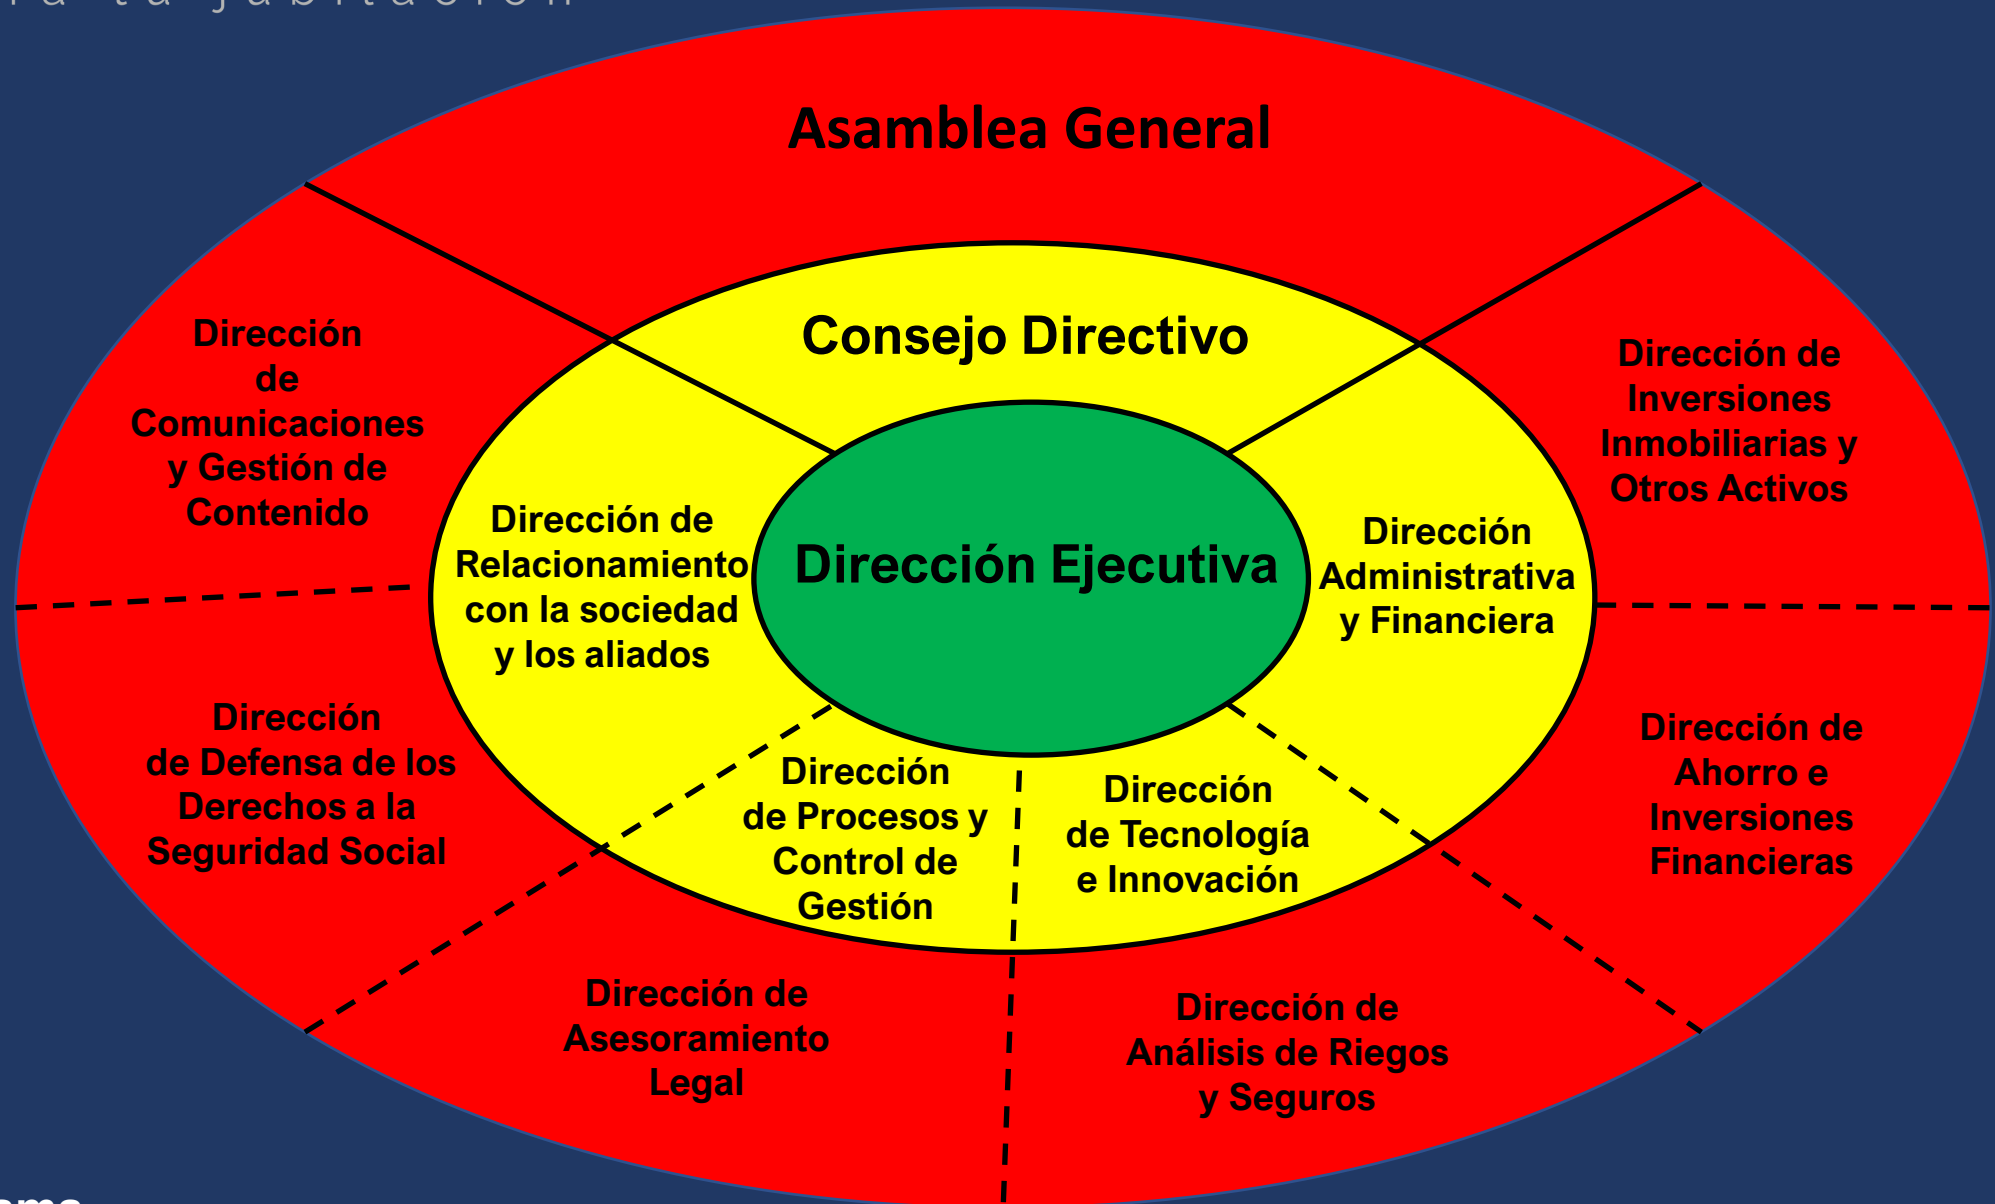 Asamblea General
Consejo Directivo
Dirección Ejecutiva
Dirección
de
Comunicaciones
y Gestión de
Contenido
Dirección de
Inversiones
Inmobiliarias y
Otros Activos
Dirección de
Relacionamiento
con la sociedad
y los aliados
Dirección
Administrativa
y Financiera
Dirección
de Defensa de los
Derechos a la
Seguridad Social
Dirección
de Procesos y
Control de
Gestión
Dirección
de Tecnología
e Innovación
Dirección de
Ahorro e
Inversiones
Financieras
Dirección de
Asesoramiento
Legal
Dirección de
Análisis de Riegos
y Seguros